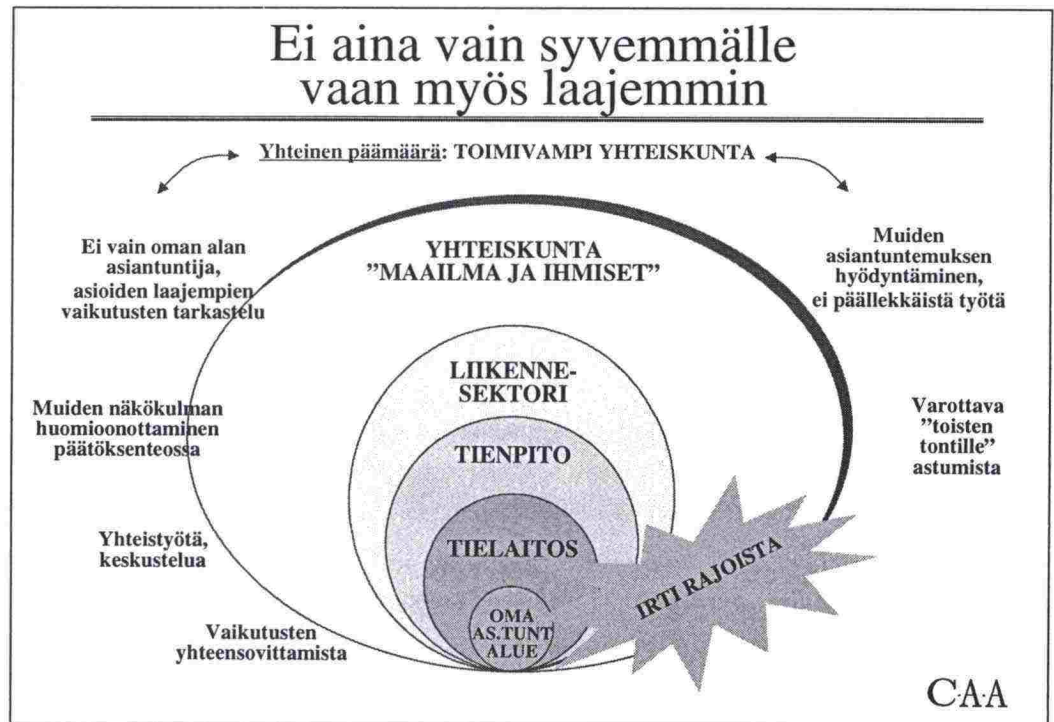 Ei aina vain syvemmälle
vaan myös laajemmin
Yhteinen päämäärä: TOIMIVAMPI YHTEISKUNTA
Ei vain oman alan
asiantuntija,
asioiden laajempien
vaikutusten tarkastelu
Muiden näkökulman
huomioonottaminen
päätöksenteossa
Yhteistyötä,
keskustelua
Vaikutusten
yhteensovittamista
YHTEISKUNTA
"MAAILMA JA IHMISET"
LIIKENNE-
SEKTORI
TIENPITO
TIELAITOS
OMA
AS.TUNT
ALUE
IRTI RAJOISTA
Muiden
asiantuntemuksen
hyödyntäminen,
ei päällekkäistä työtä
Varottava
"toisten
tontille"
astumista
C·A·A